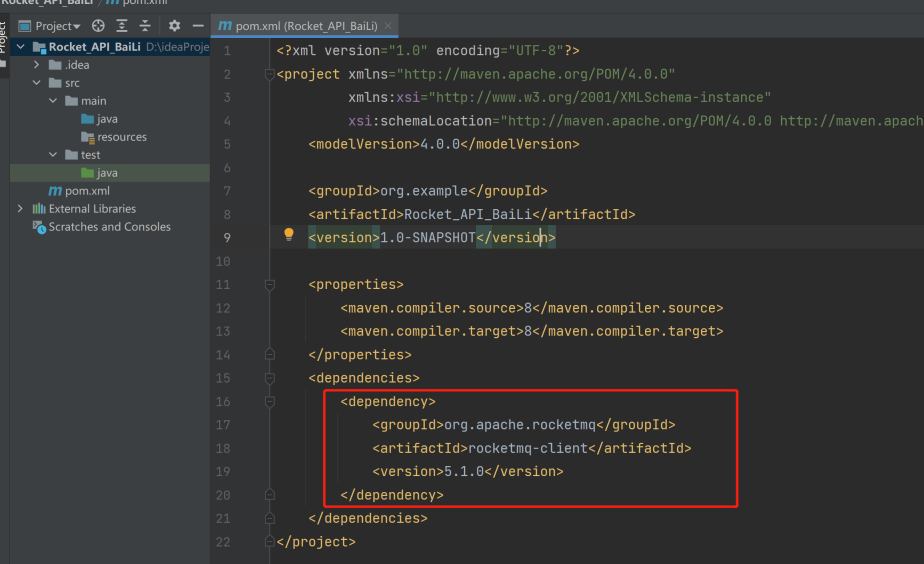 Rocket_API_BaiLi / m pom.xml
Project
Project
m pom.xml (Rocket_API_BaiLi) ×
Rocket_API_BaiLi D:\ideaProje
.idea
src
main
java
resources
test
java
m pom.xml
External Libraries
Scratches and Consoles
1 <?xml version="1.0" encoding="UTF-8"?>
2 <project xmlns="http://maven.apache.org/POM/4.0.0"
3 xmlns:xsi="http://www.w3.org/2001/XMLSchema-instance"
4 xsi:schemaLocation="http://maven.apache.org/POM/4.0.0 http://maven.apach
5 <modelVersion>4.0.0</modelVersion>
6
7 <groupId>org.example</groupId>
8 <artifactId>Rocket_API_BaiLi</artifactId>
9 <version>1.0-SNAPSHOT</version>
10
11 <properties>
12 <maven.compiler.source>8</maven.compiler.source>
13 <maven.compiler.target>8</maven.compiler.target>
14 </properties>
15 <dependencies>
16 <dependency>
17 <groupId>org.apache.rocketmq</groupId>
18 <artifactId>rocketmq-client</artifactId>
19 <version>5.1.0</version>
20 </dependency>
21 </dependencies>
22 </project>